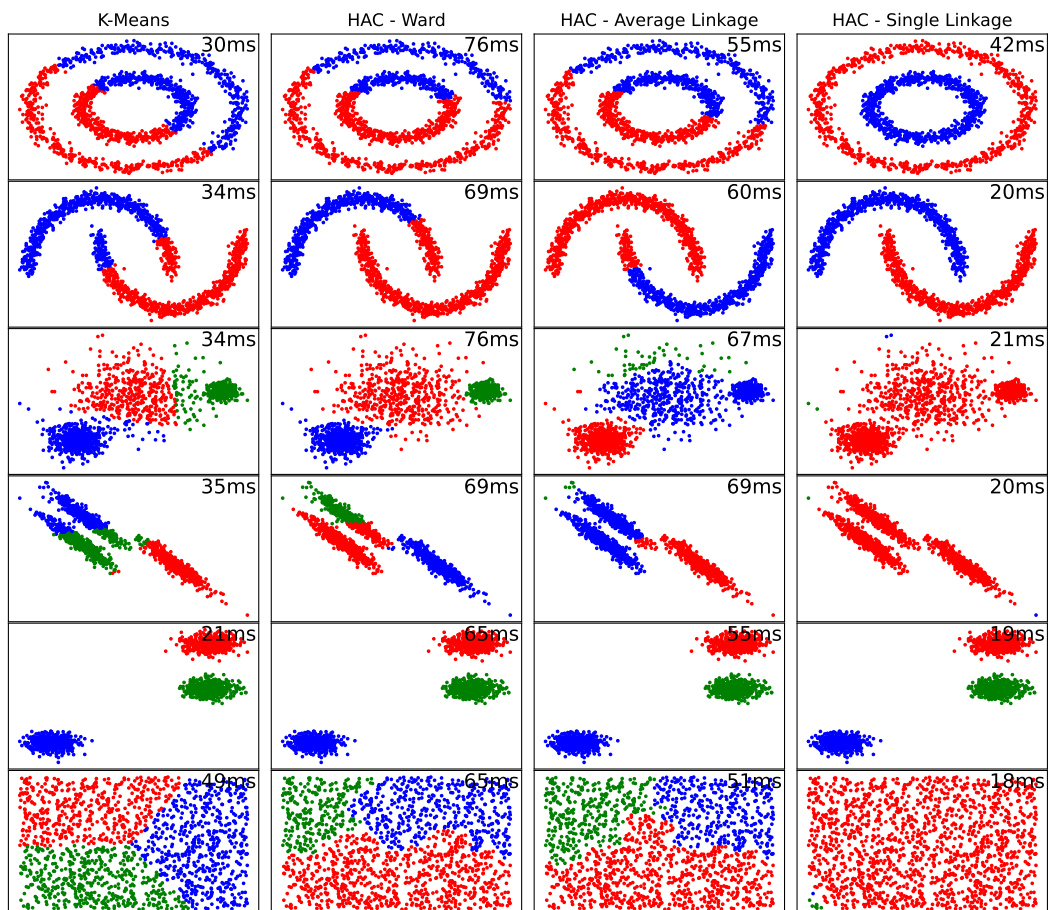 K-Means HAC - Ward HAC - Average Linkage HAC - Single Linkage
30ms 76ms 55ms 42ms
34ms 69ms 60ms 20ms
34ms 76ms 67ms 21ms
35ms 69ms 69ms 20ms
21ms 65ms 55ms 19ms
49ms 65ms 51ms 18ms